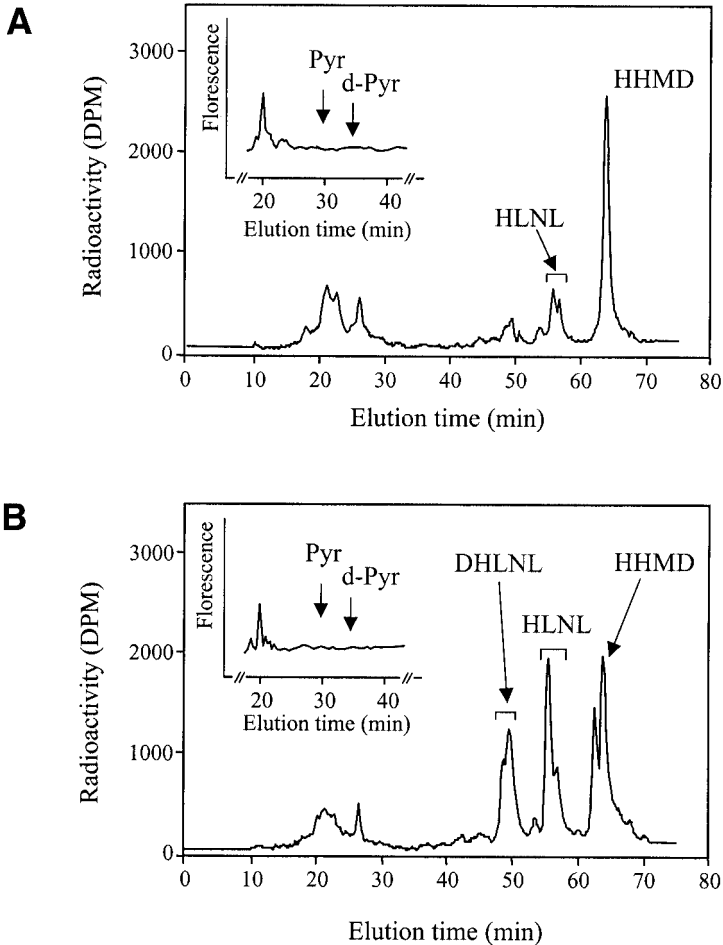 A
Radioactivity (DPM)
3000
2000
1000
0
Florescence
Pyr
d-Pyr
20 30 40
Elution time (min)
HLNL
HHMD
0 10 20 30 40 50 60 70 80
Elution time (min)
B
Radioactivity (DPM)
3000
2000
1000
0
Florescence
Pyr
d-Pyr
20 30 40
Elution time (min)
DHLNL
HLNL
HHMD
0 10 20 30 40 50 60 70 80
Elution time (min)